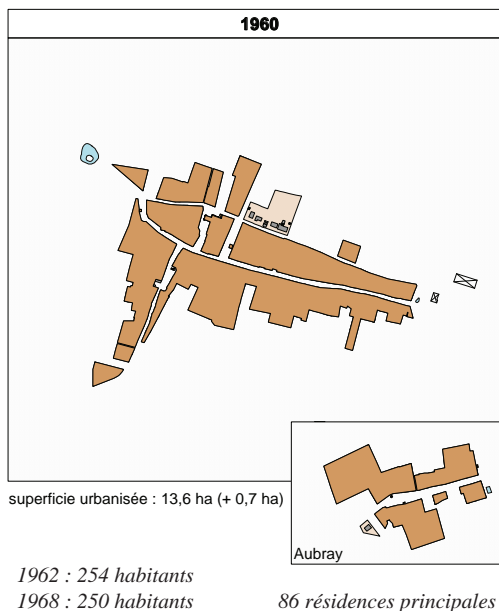 1960
Aubray
superficie urbanisée : 13,6 ha (+ 0,7 ha)
1962 : 254 habitants
1968 : 250 habitants 86 résidences principales